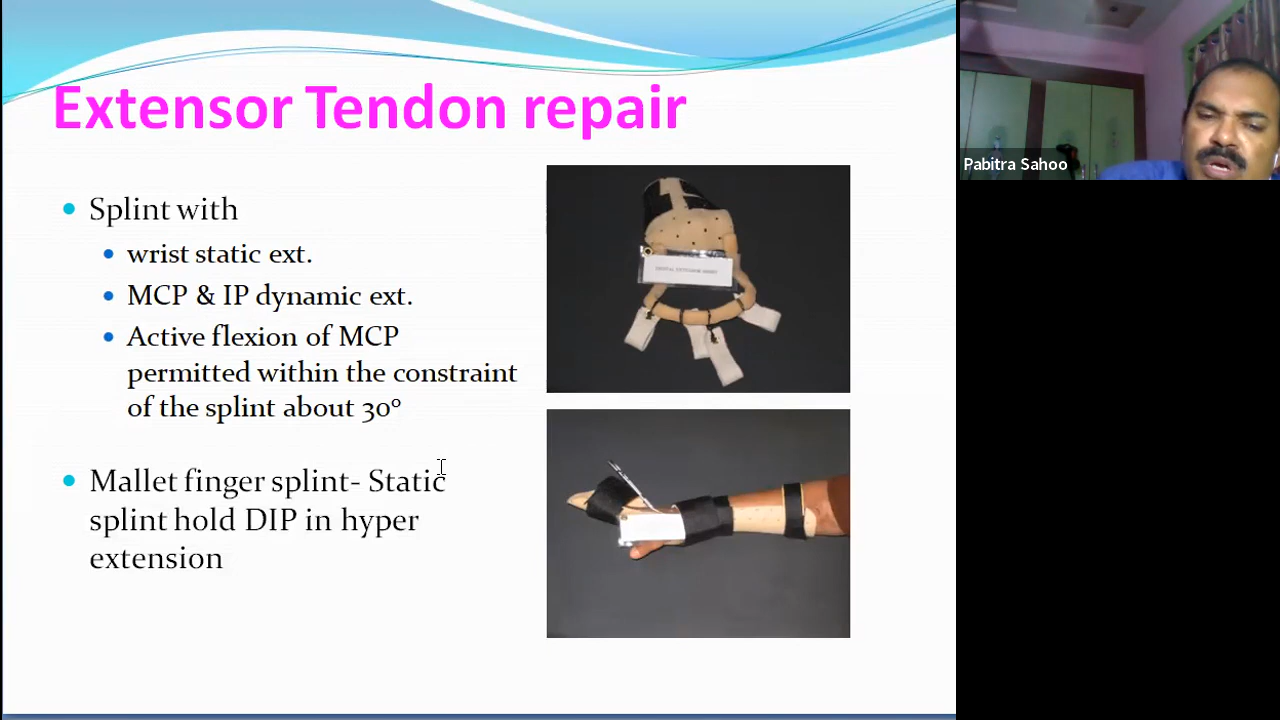 Extensor Tendon repair
Splint with
wrist static ext.
MCP & IP dynamic ext.
Active flexion of MCP
permitted within the constraint
of the splint about 30°
Mallet finger splint- Static
splint hold DIP in hyper
extension
Pabitra Sahoo